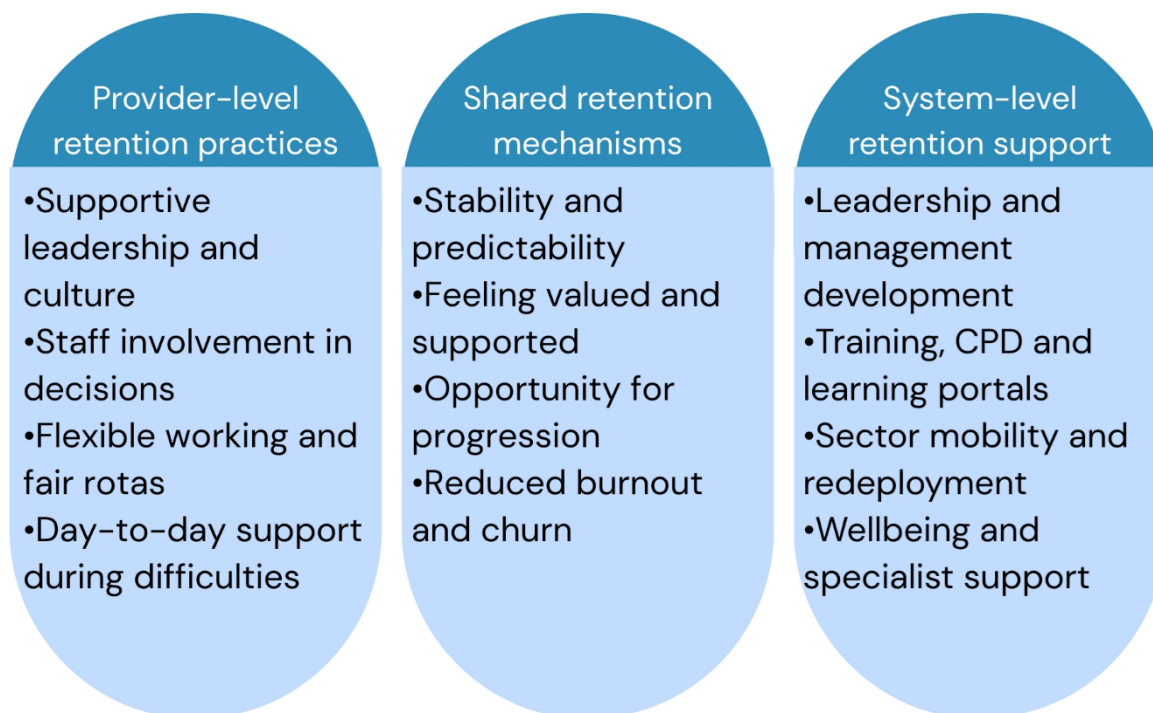 Provider-level
retention practices
•Supportive
leadership and
culture
•Staff involvement in
decisions
•Flexible working and
fair rotas
•Day-to-day support
during difficulties
Shared retention
mechanisms
•Stability and
predictability
•Feeling valued and
supported
•Opportunity for
progression
•Reduced burnout
and churn
System-level
retention support
•Leadership and
management
development
•Training, CPD and
learning portals
•Sector mobility and
redeployment
•Wellbeing and
specialist support